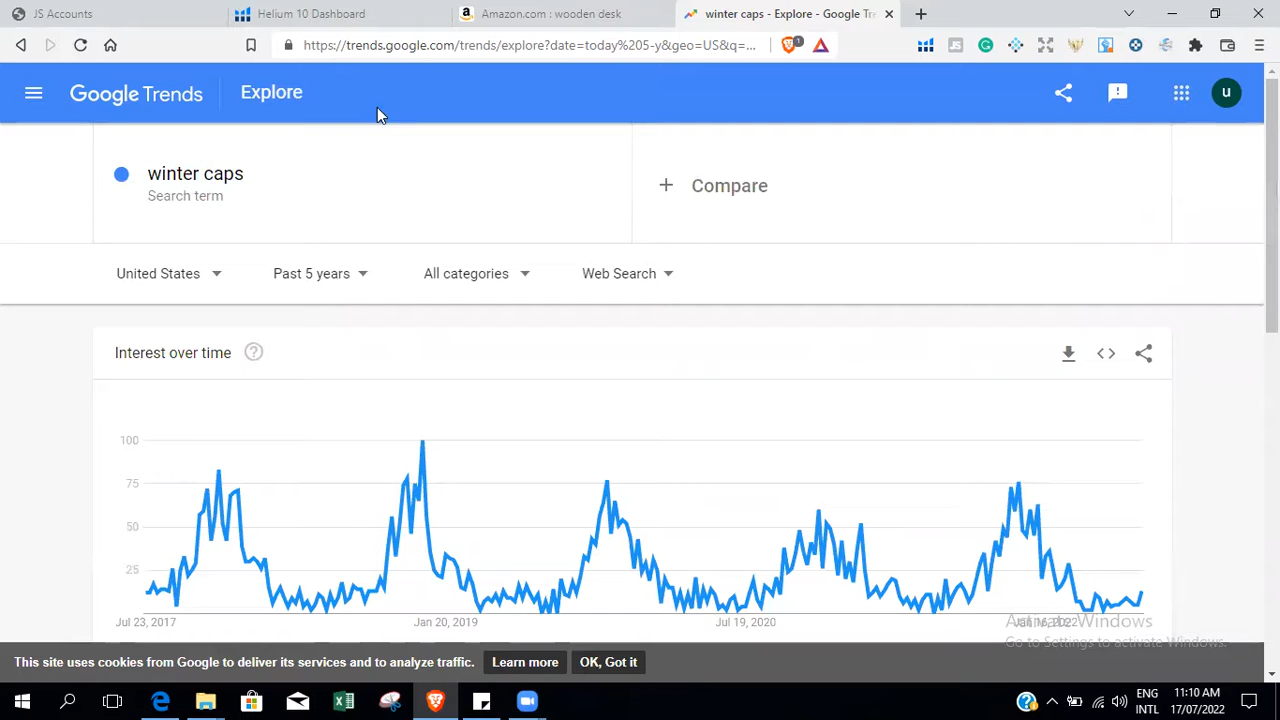 JS Accounts
Helium 10 Dashboard
Amazon.com : wooden desk
winter caps - Explore - Google Tre
https://trends.google.com/trends/explore?date=today%205-y&geo=US&q=...
1
Google Trends
Explore
u
winter caps
Search term
+ Compare
United States
Past 5 years
All categories
Web Search
Interest over time
100
75
50
25
Jul 23, 2017
Jan 20, 2019
Jul 19, 2020
Activate Windows
Go to Settings to activate Windows.
This site uses cookies from Google to deliver its services and to analyze traffic.
Learn more
OK, Got it
ENG
INTL
11:10 AM
17/07/2022